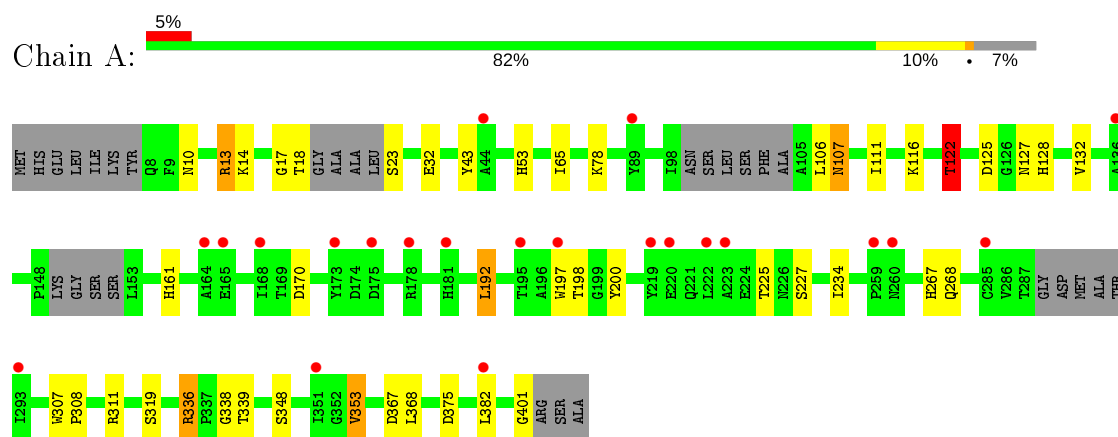 5%
Chain A:
82% 10% • 7%
MET HIS GLU LEU ILE LYS TYR Q8 F9 N10 R13 K14 G17 T18 GLY ALA ALA LEU S23 E32 Y43 A44 H53 I65 K78 Y89 I98 ASN SER LEU SER PHE ALA A105 L106 N107 I111 K116 T122 D125 G126 N127 H128 V132 A136
P148 LYS GLY SER SER L153 H161 A164 E165 I168 T169 D170 Y173 D174 D175 R178 H181 L192 T195 A196 W197 T198 G199 Y200 Y219 E220 Q221 L222 A223 E224 T225 N226 S227 I234 P259 N260 H267 Q268 C285 V286 T287 GLY ASP MET ALA THR
I293 W307 P308 R311 S319 R336 P337 G338 T339 S348 I351 G352 V353 D367 L368 D375 L382 G401 ARG SER ALA